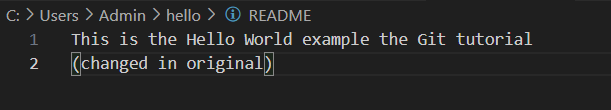 C: > Users > Admin > hello > README
1 This is the Hello World example the Git tutorial
2 (changed in original)